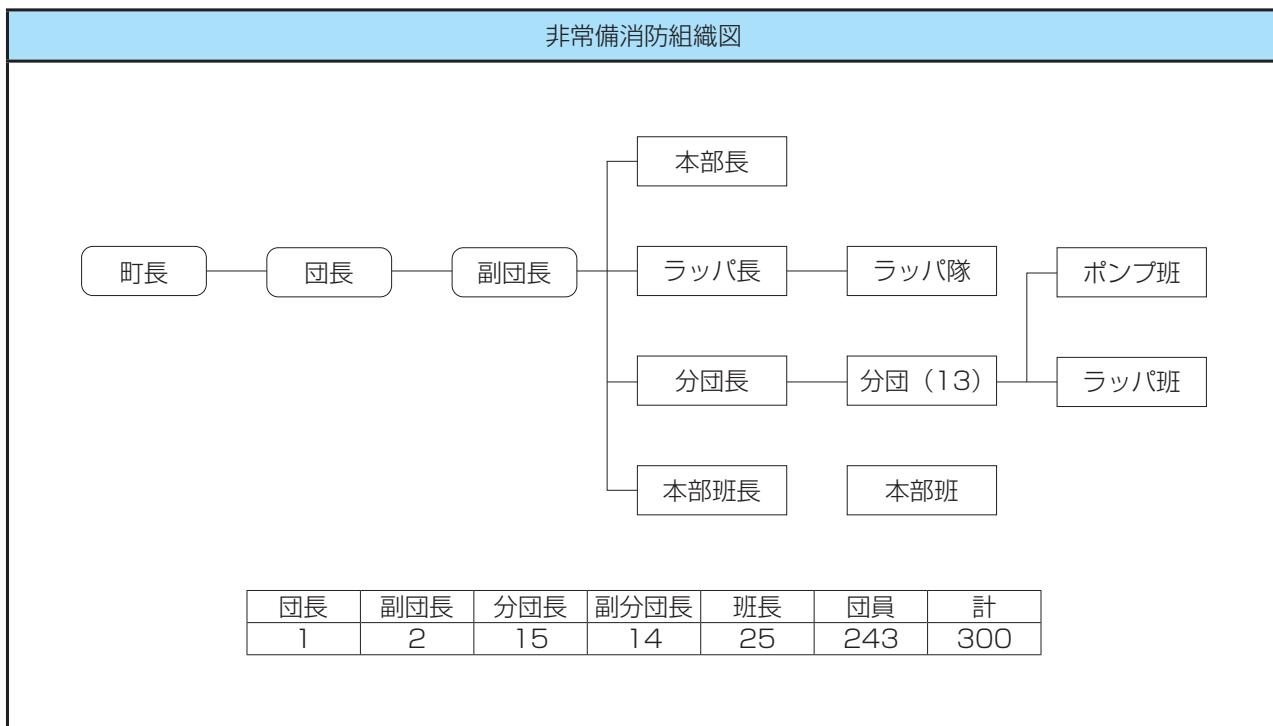 非常備消防組織図
本部長
町長 団長 副団長 ラッパ長 ラッパ隊 ポンプ班
分団長 分団（13） ラッパ班
本部班長 本部班
団長 副団長 分団長 副分団長 班長 団員 計
1 2 15 14 25 243 300